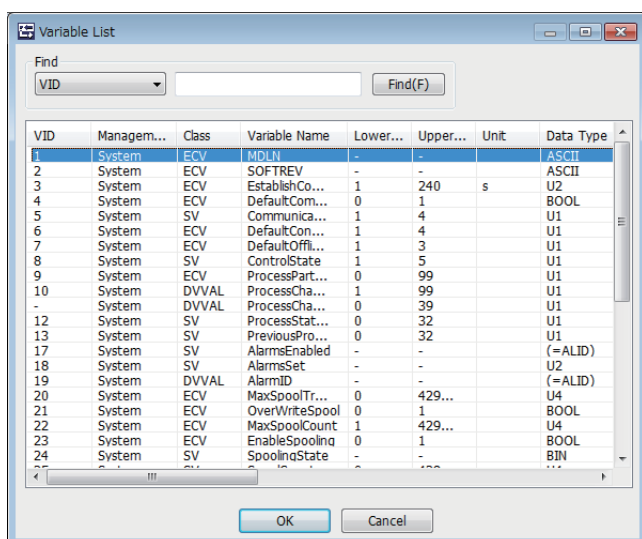 Variable List
Find
VID Find(F)
VID Managem... Class Variable Name Lower... Upper... Unit Data Type
1 System ECV MDLN - - ASCII
2 System ECV SOFTREV - - ASCII
3 System ECV EstablishCo... 1 240 s U2
4 System ECV DefaultCom... 0 1 BOOL
5 System SV Communica... 1 4 U1
6 System ECV DefaultCon... 1 4 U1
7 System ECV DefaultOffli... 1 3 U1
8 System SV ControlState 1 5 U1
9 System ECV ProcessPart... 0 99 U1
10 System DVVAL ProcessCha... 1 99 U1
- System DVVAL ProcessCha... 0 39 U1
12 System SV ProcessStat... 0 32 U1
13 System SV PreviousPro... 0 32 U1
17 System SV AlarmsEnabled - - (=ALID)
18 System SV AlarmsSet - - U2
19 System DVVAL AlarmID - - (=ALID)
20 System ECV MaxSpoolTr... 0 429... U4
21 System ECV OverWriteSpool 0 1 BOOL
22 System ECV MaxSpoolCount 1 429... U4
23 System ECV EnableSpooling 0 1 BOOL
24 System SV SpoolingState - - BIN
OK Cancel